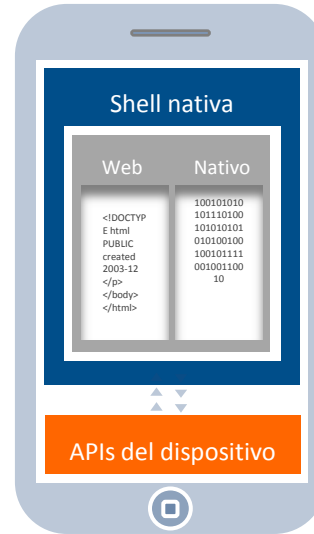 Shell nativa
Web
Nativo
<!DOCTYP
E html
PUBLIC
created
2003-12
</p>
</body>
</html>
100101010
101110100
101010101
010100100
100101111
001001100
10
APIs del dispositivo